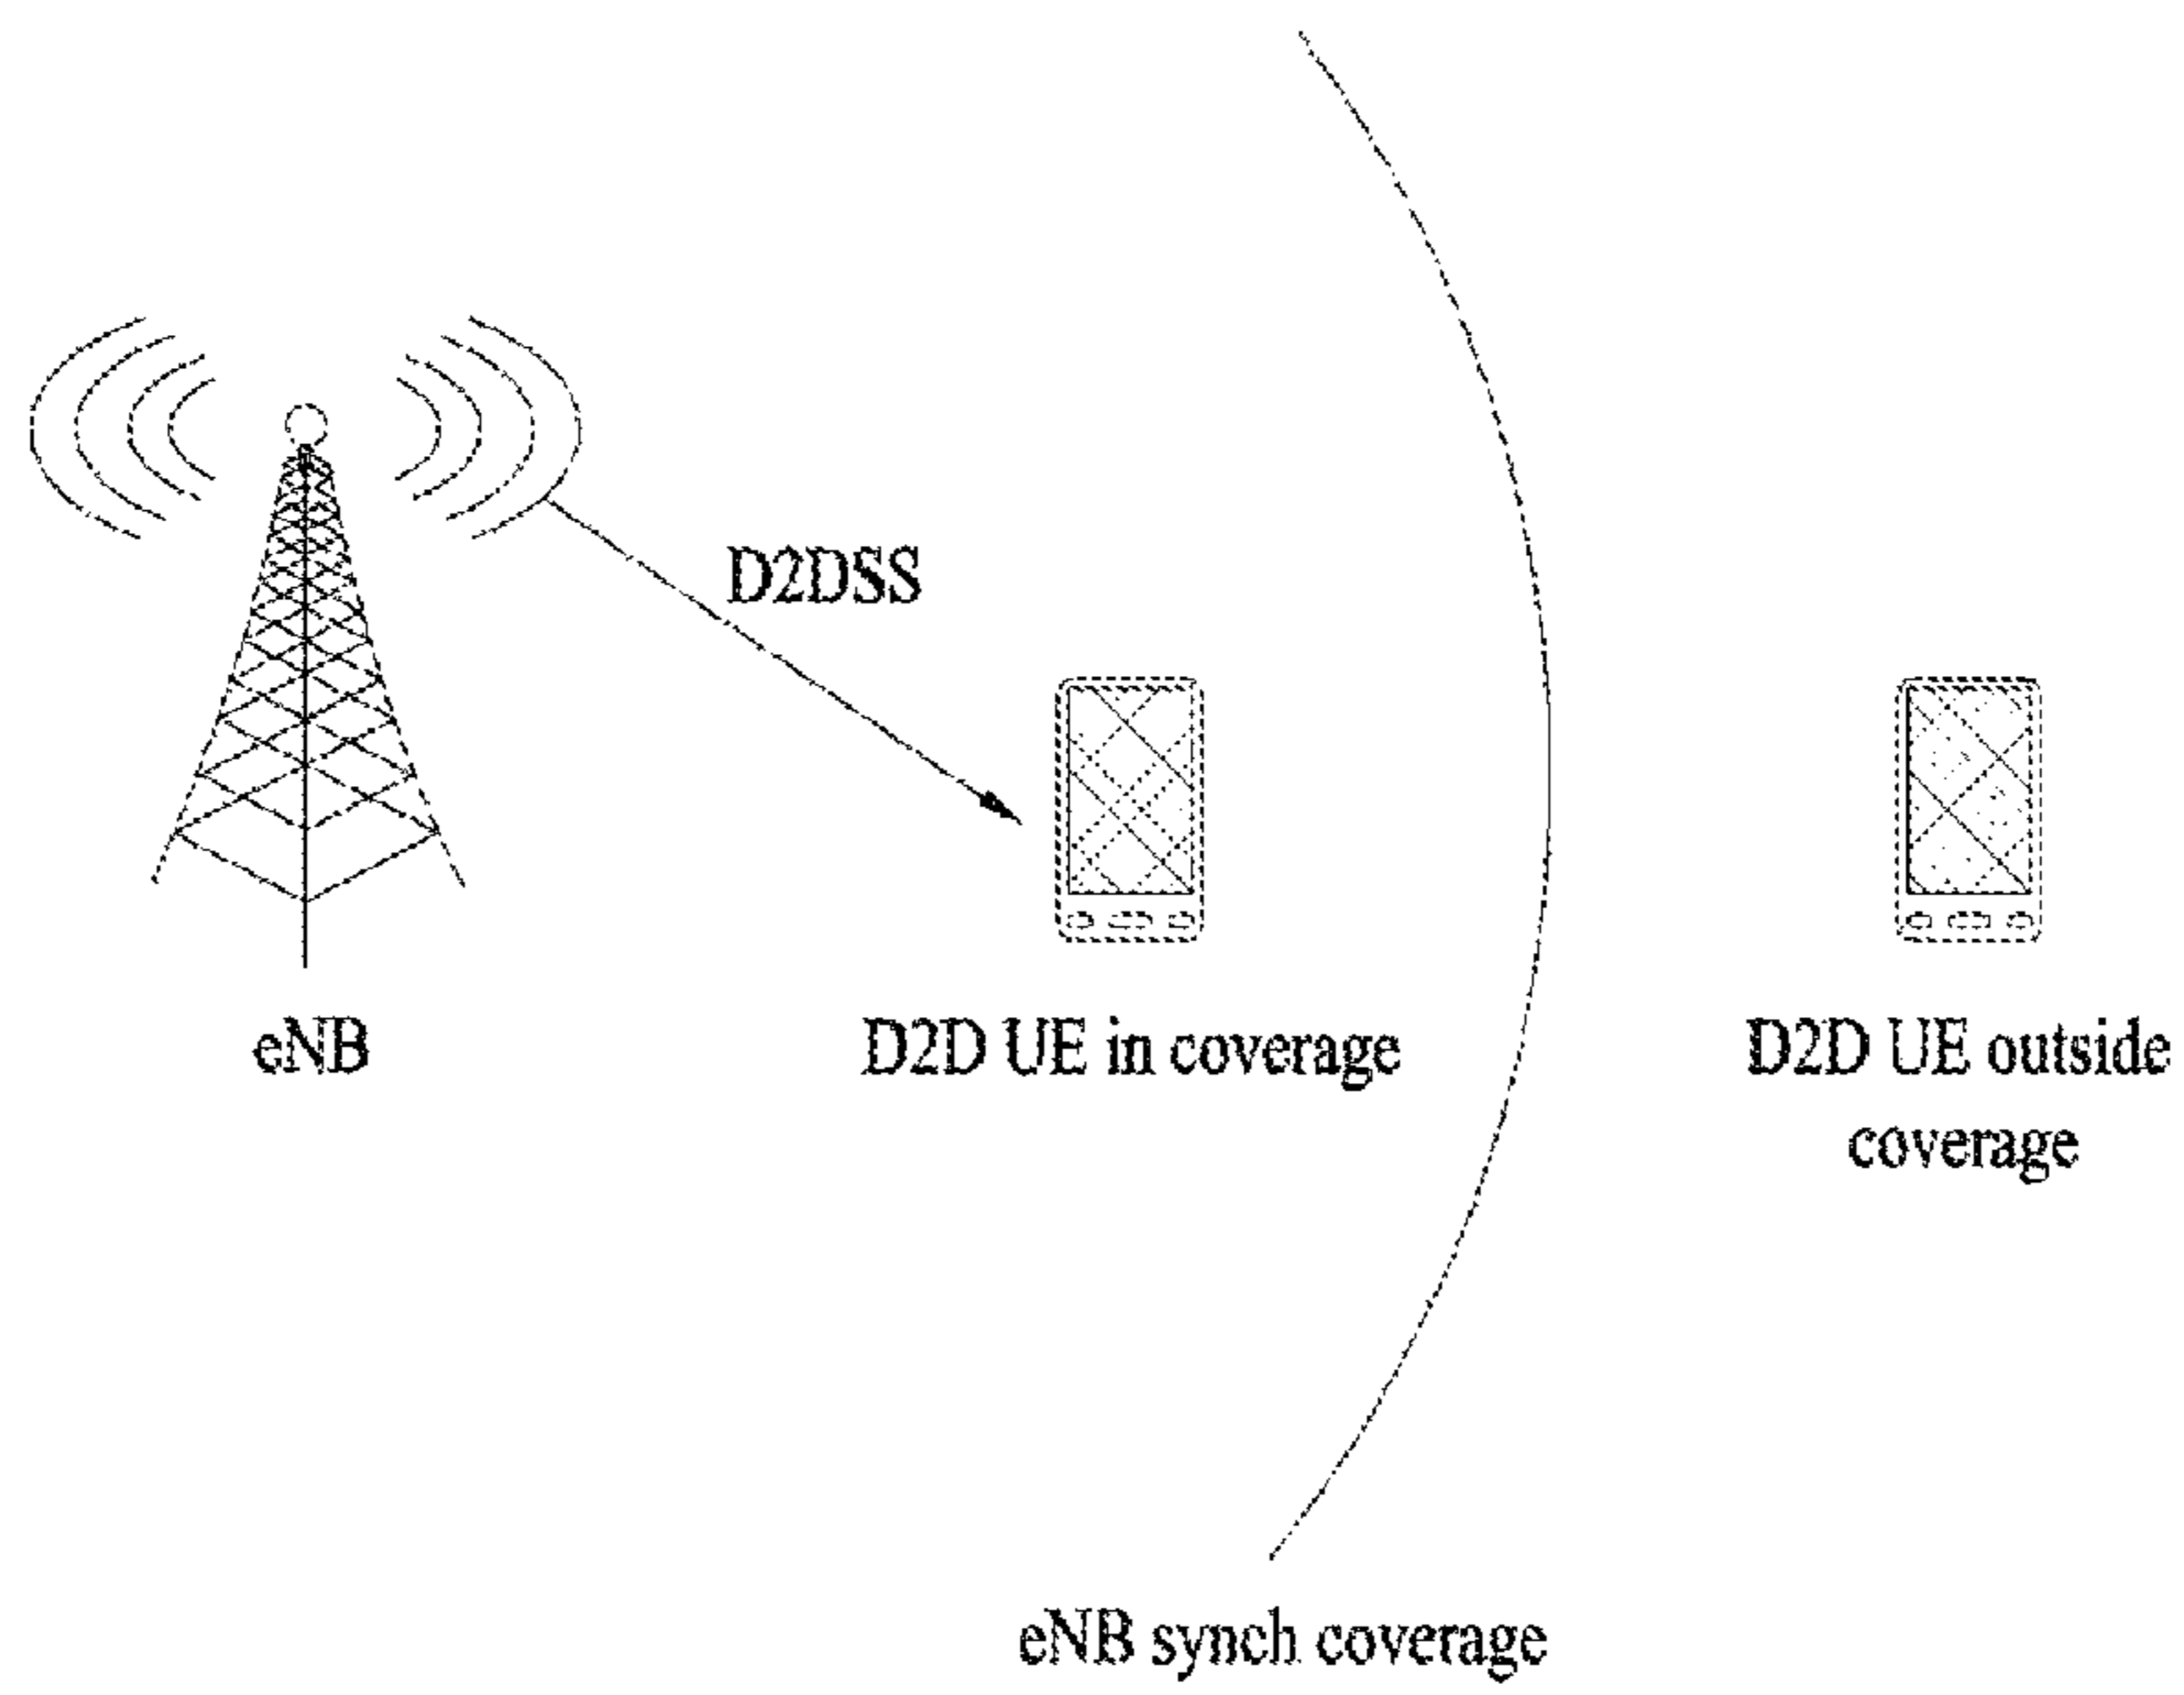 D2DSS
eNB
D2D UE in coverage
D2D UE outside
coverage
eNB synch coverage